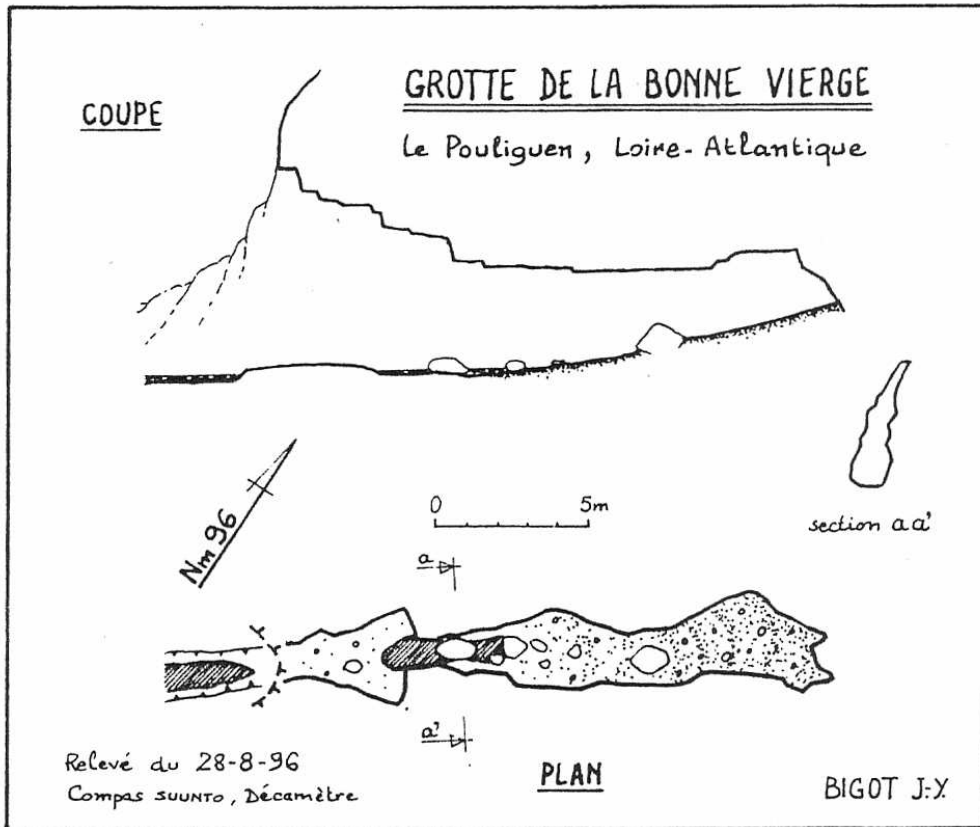 GROTTE DE LA BONNE VIERGE
Le Pouliguen, Loire-Atlantique
COUPE
Nm 96
0 5m
section aa'
a
a'
Relevé du 28-8-96
Compas SUUNTO, Décamètre
PLAN
BIGOT J.-Y.